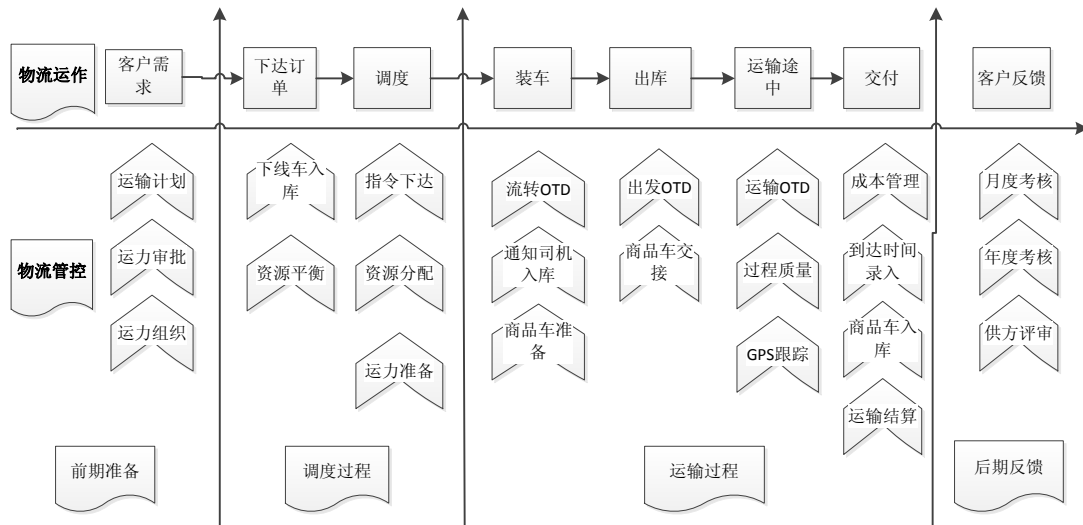 物流运作
客户需
求
下达订
单
调度
装车
出库
运输途
中
交付
客户反馈
物流管控
运输计划
运力审批
运力组织
下线车入
库
资源平衡
指令下达
资源分配
运力准备
流转OTD
通知司机
入库
商品车准
备
出发OTD
商品车交
接
运输OTD
过程质量
GPS跟踪
成本管理
到达时间
录入
商品车入
库
运输结算
月度考核
年度考核
供方评审
前期准备
调度过程
运输过程
后期反馈